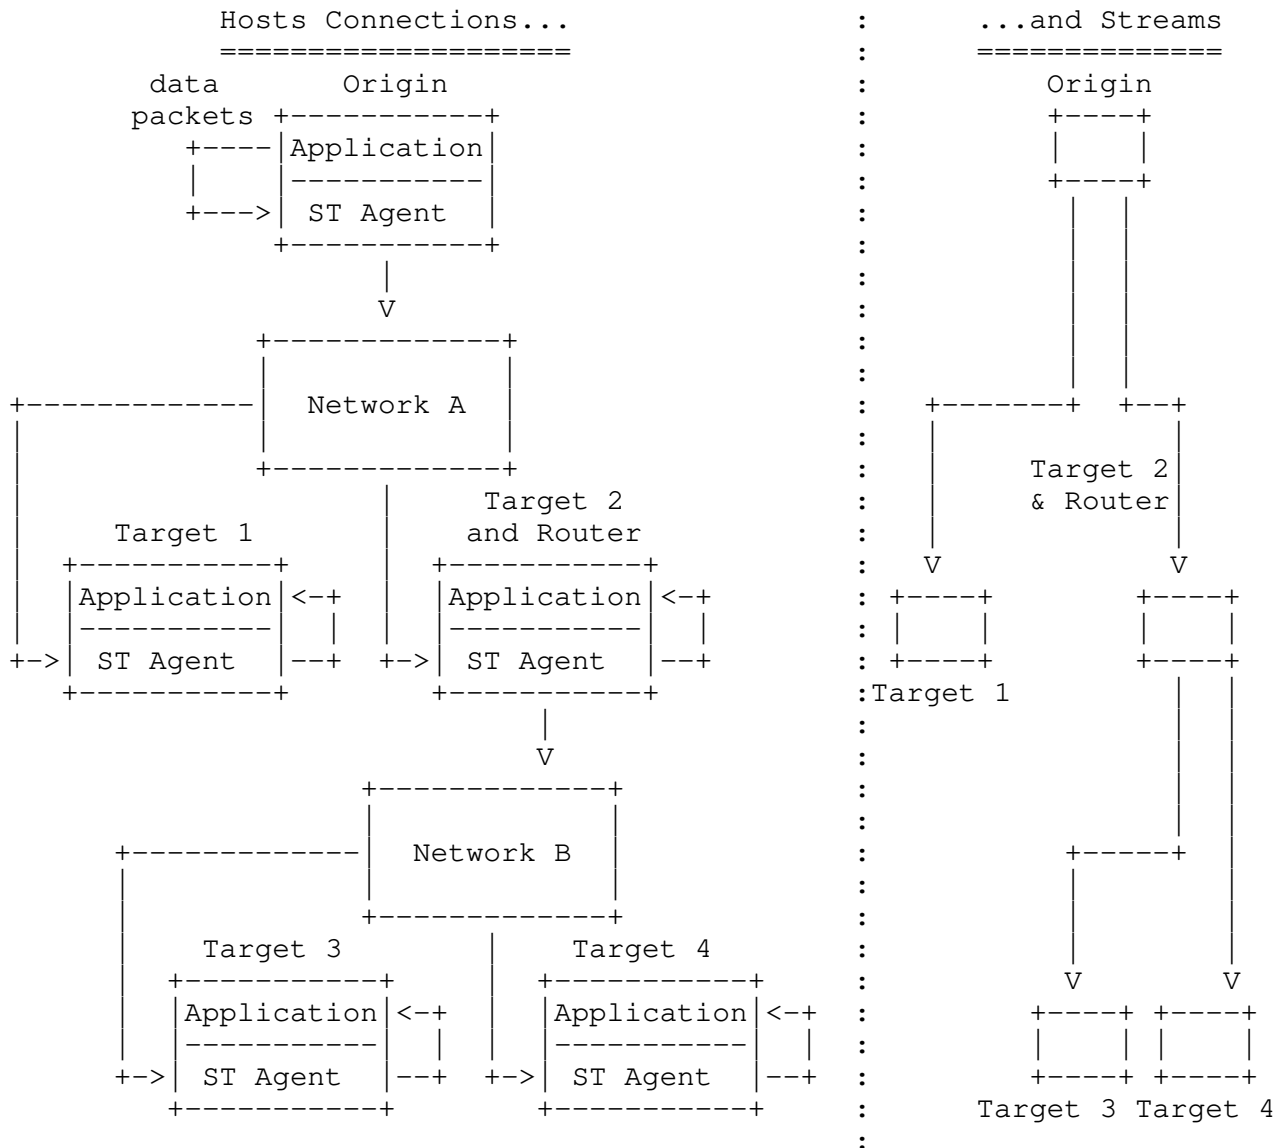 Hosts Connections... : ...and Streams
==================== : ==============
data Origin : Origin
packets
Application
ST Agent
V
Network A
Target 2
Target 2 & Router
Target 1 and Router
V V
Application <-+ Application <-+
ST Agent ST Agent
Target 1
V
Network B
Target 3 Target 4
V V
Application <-+ Application <-+
ST Agent ST Agent
Target 3 Target 4